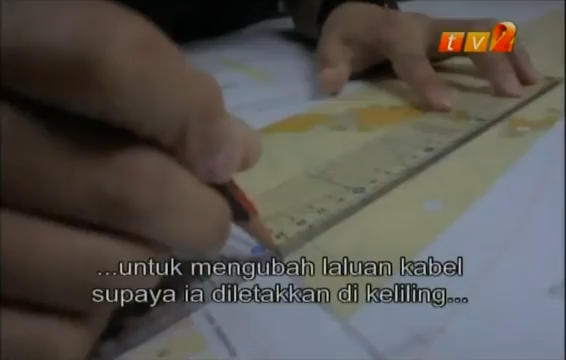 tv2
...untuk mengubah laluan kabel
supaya ia diletakkan di keliling...